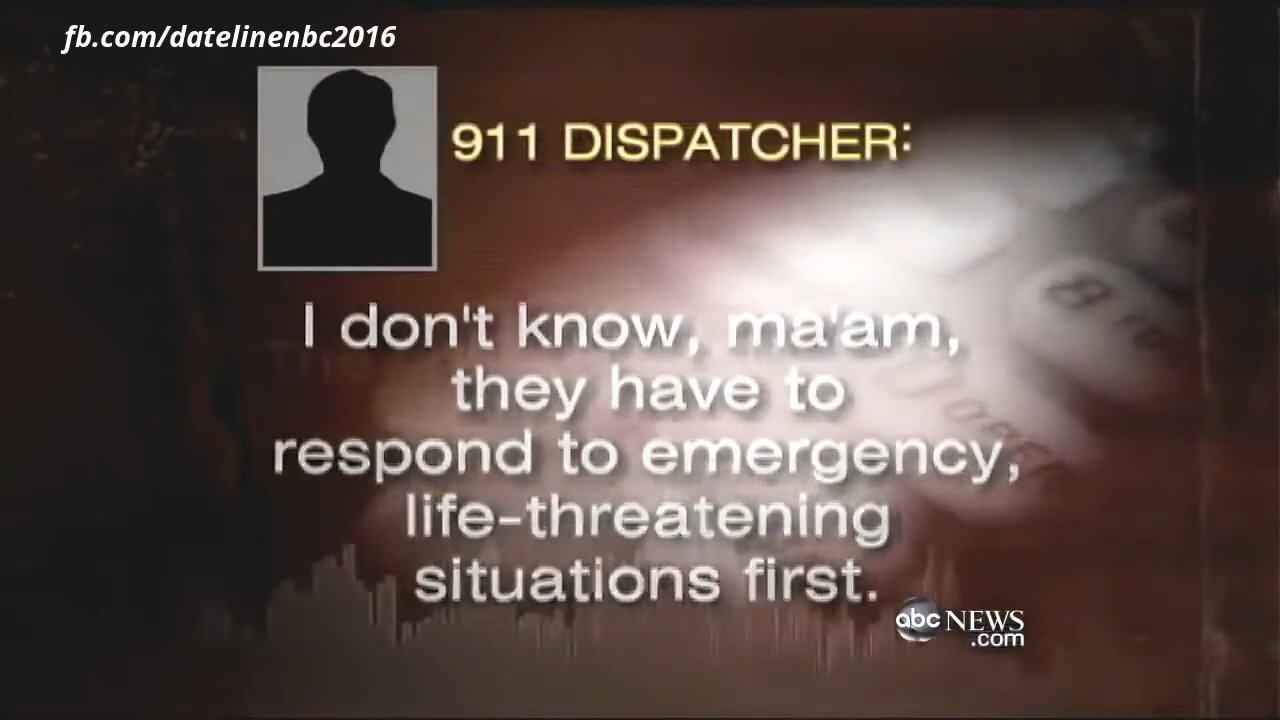 fb.com/datelinenbc2016
911 DISPATCHER:
I don't know, ma'am,
they have to
respond to emergency,
life-threatening
situations first.
abc NEWS
.com